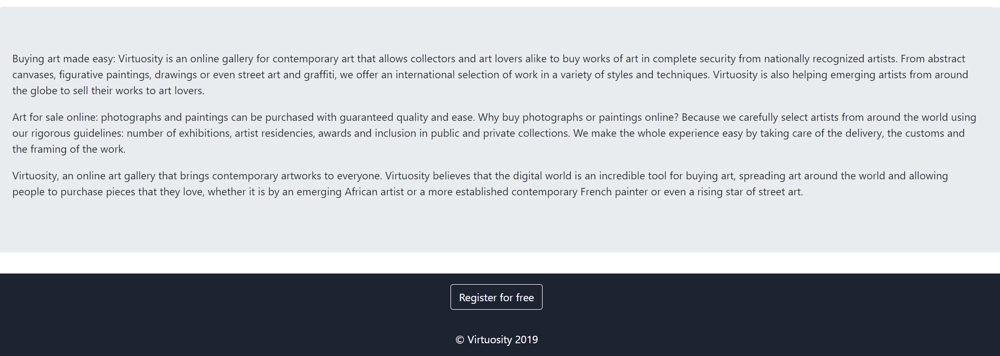 Buying art made easy: Virtuosity is an online gallery for contemporary art that allows collectors and art lovers alike to buy works of art in complete security from nationally recognized artists. From abstract
canvases, figurative paintings, drawings or even street art and graffiti, we offer an international selection of work in a variety of styles and techniques. Virtuosity is also helping emerging artists from around
the globe to sell their works to art lovers.
Art for sale online: photographs and paintings can be purchased with guaranteed quality and ease. Why buy photographs or paintings online? Because we carefully select artists from around the world using
our rigorous guidelines: number of exhibitions, artist residencies, awards and inclusion in public and private collections. We make the whole experience easy by taking care of the delivery, the customs and
the framing of the work.
Virtuosity, an online art gallery that brings contemporary artworks to everyone. Virtuosity believes that the digital world is an incredible tool for buying art, spreading art around the world and allowing
people to purchase pieces that they love, whether it is by an emerging African artist or a more established contemporary French painter or even a rising star of street art.
Register for free
© Virtuosity 2019